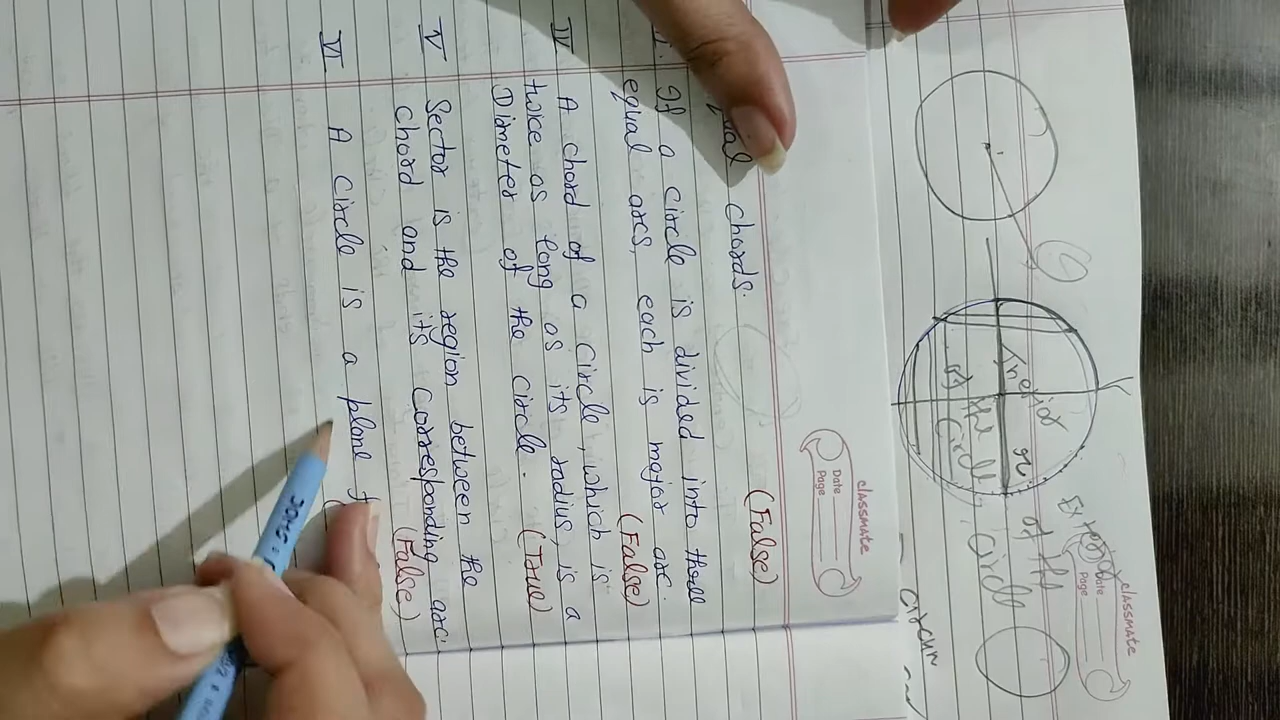 classmate
Date
Page
chords.
(False)
If a circle is divided into three
equal arcs, each is major arc.
(False)
IV A chord of a circle, which is
twice as long as its radius, is a
Dimeter of the circle. (True)
V Sector is the region between the
chord and its corresponding arc.
(False)
VI A circle is a plane
classmate
Date
Page
Exterior
of the
circle
of the
circle